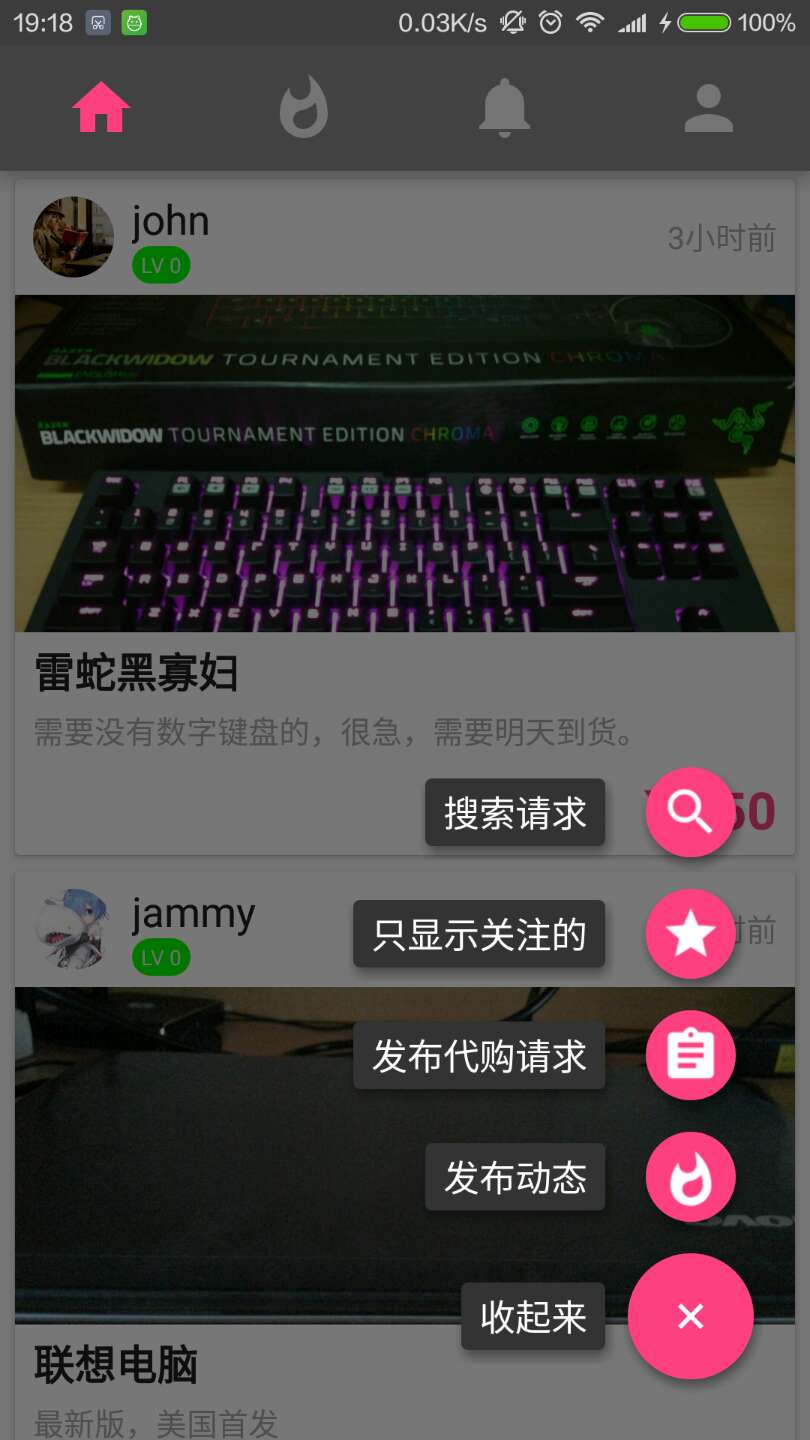 19:18 0.03K/s 100%
john
LV 0
3小时前
BLACKWIDOW TOURNAMENT EDITION CHROMA
BLACKWIDOW TOURNAMENT EDITION CHROMA
雷蛇黑寡妇
需要没有数字键盘的，很急，需要明天到货。
搜索请求
50
jammy
LV 0
只显示关注的
时前
发布代购请求
发布动态
收起来
联想电脑
最新版，美国首发